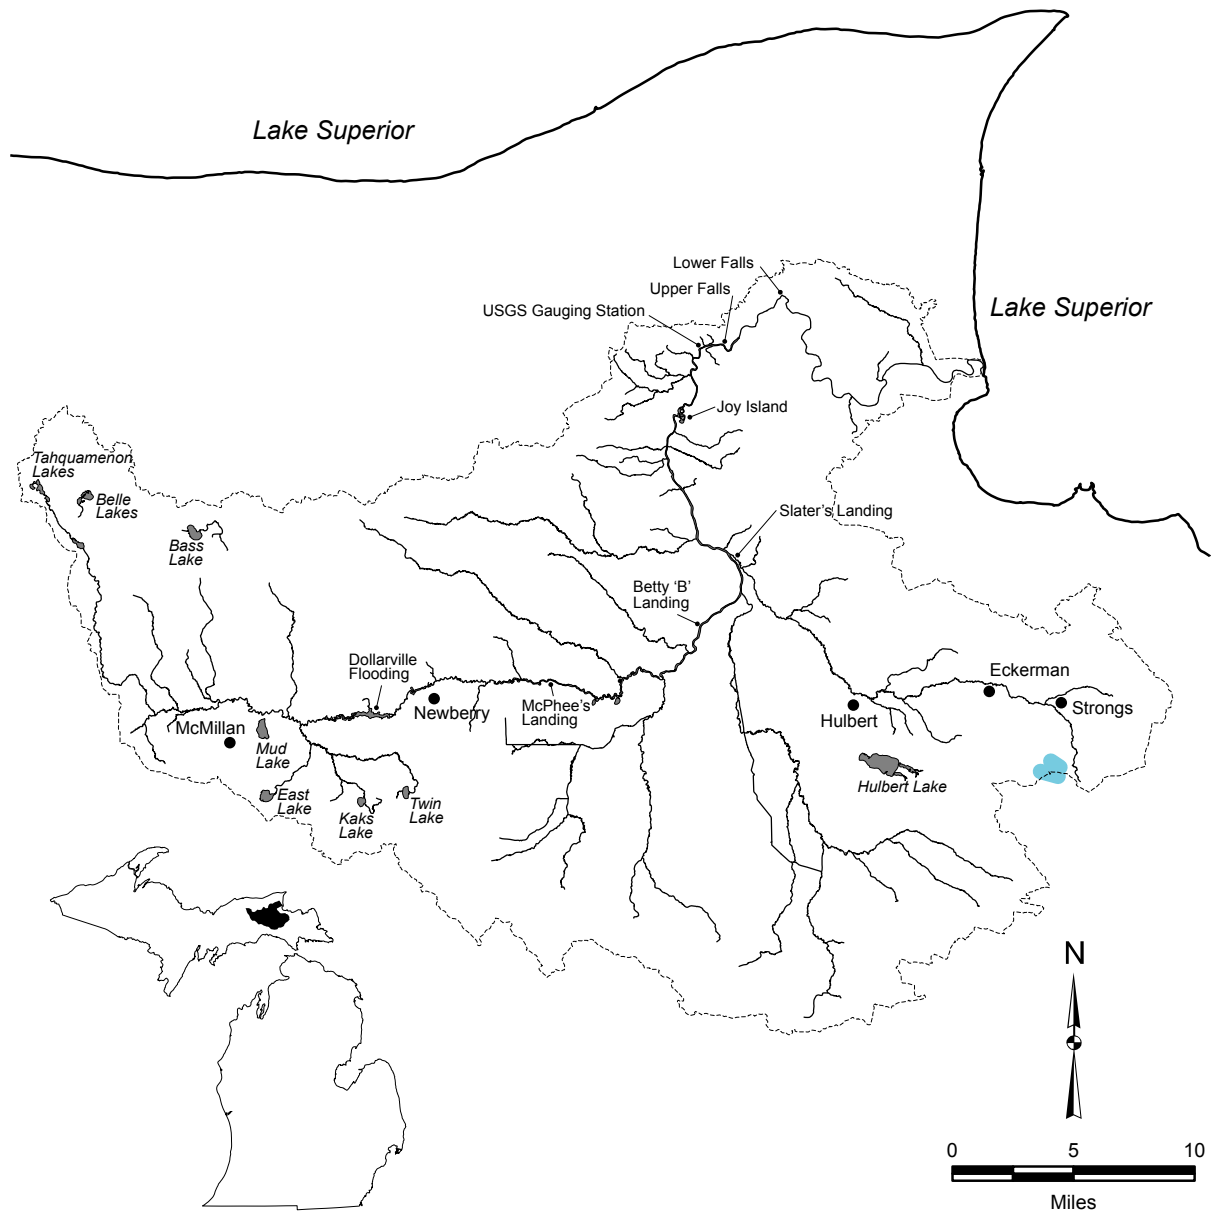 Lake Superior
Lower Falls
Upper Falls
USGS Gauging Station
Lake Superior
Joy Island
Tahquamenon
Lakes
Belle
Lakes
Bass
Lake
Slater's Landing
Betty ‘B’
Landing
Dollarville
Flooding
Eckerman
McMillan
Newberry
McPhee's
Landing
Hulbert
Strongs
Mud
Lake
Hulbert Lake
East
Lake
Kaks
Lake
Twin
Lake
N
0 5 10
Miles